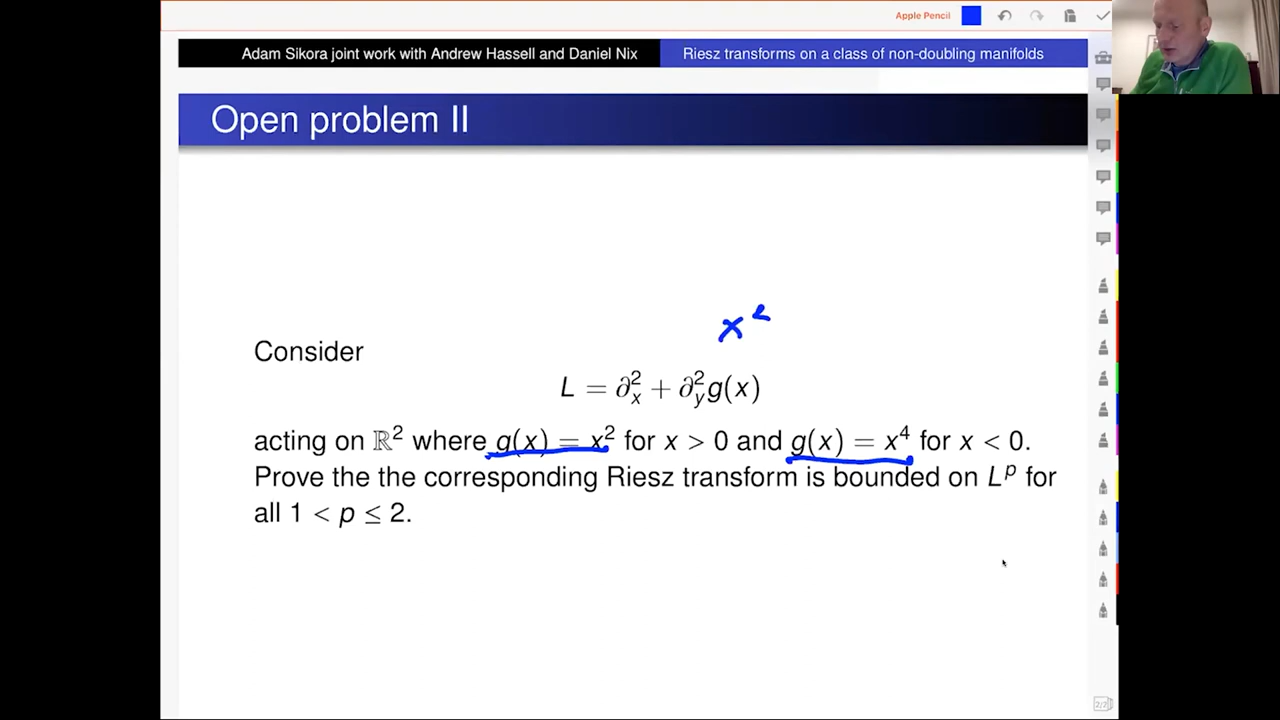 Apple Pencil
Adam Sikora joint work with Andrew Hassell and Daniel Nix Riesz transforms on a class of non-doubling manifolds
Open problem II
x²
Consider
L = ∂ₓ² + ∂ᵧ²g(x)
acting on ℝ² where g(x) = x² for x > 0 and g(x) = x⁴ for x < 0.
Prove the the corresponding Riesz transform is bounded on Lᵖ for
all 1 < p ≤ 2.